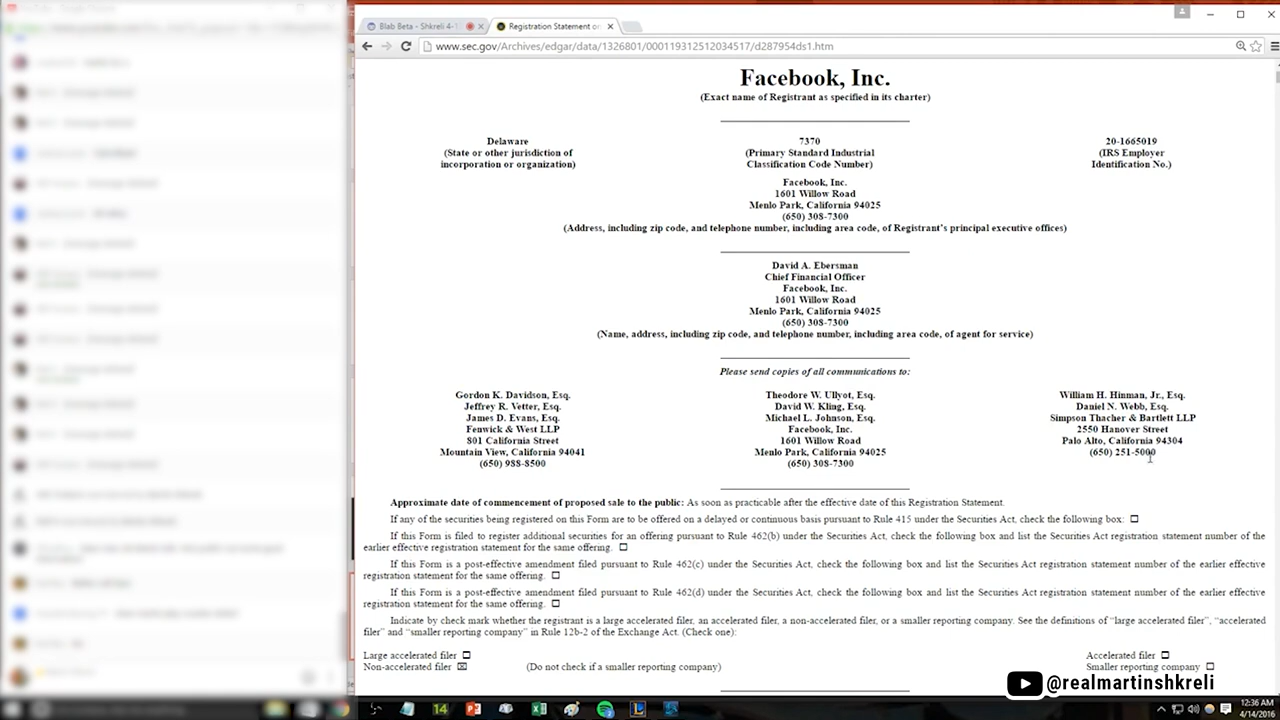 Blab Beta - Shkreli 4-1
Registration Statement on
www.sec.gov/Archives/edgar/data/1326801/000119312512034517/d287954ds1.htm
Facebook, Inc.
(Exact name of Registrant as specified in its charter)
Delaware
(State or other jurisdiction of
incorporation or organization)
7370
(Primary Standard Industrial
Classification Code Number)
20-1665019
(IRS Employer
Identification No.)
Facebook, Inc.
1601 Willow Road
Menlo Park, California 94025
(650) 308-7300
(Address, including zip code, and telephone number, including area code, of Registrant's principal executive offices)
David A. Ebersman
Chief Financial Officer
Facebook, Inc.
1601 Willow Road
Menlo Park, California 94025
(650) 308-7300
(Name, address, including zip code, and telephone number, including area code, of agent for service)
Please send copies of all communications to:
Gordon K. Davidson, Esq.
Jeffrey R. Vetter, Esq.
James D. Evans, Esq.
Fenwick & West LLP
801 California Street
Mountain View, California 94041
(650) 988-8500
Theodore W. Ullyot, Esq.
David W. Kling, Esq.
Michael L. Johnson, Esq.
Facebook, Inc.
1601 Willow Road
Menlo Park, California 94025
(650) 308-7300
William H. Hinman, Jr., Esq.
Daniel N. Webb, Esq.
Simpson Thacher & Bartlett LLP
2550 Hanover Street
Palo Alto, California 94304
(650) 251-5000
Approximate date of commencement of proposed sale to the public: As soon as practicable after the effective date of this Registration Statement.
If any of the securities being registered on this Form are to be offered on a delayed or continuous basis pursuant to Rule 415 under the Securities Act, check the following box: ☐
If this Form is filed to register additional securities for an offering pursuant to Rule 462(b) under the Securities Act, check the following box and list the Securities Act registration statement number of the
earlier effective registration statement for the same offering. ☐
If this Form is a post-effective amendment filed pursuant to Rule 462(c) under the Securities Act, check the following box and list the Securities Act registration statement number of the earlier effective
registration statement for the same offering. ☐
If this Form is a post-effective amendment filed pursuant to Rule 462(d) under the Securities Act, check the following box and list the Securities Act registration statement number of the earlier effective
registration statement for the same offering. ☐
Indicate by check mark whether the registrant is a large accelerated filer, an accelerated filer, a non-accelerated filer, or a smaller reporting company. See the definitions of "large accelerated filer", "accelerated
filer" and "smaller reporting company" in Rule 12b-2 of the Exchange Act. (Check one):
Large accelerated filer ☐ Accelerated filer ☐
Non-accelerated filer ☒ (Do not check if a smaller reporting company) Smaller reporting company ☐
@realmartinshkreli
14
12:36 AM
4/14/2016